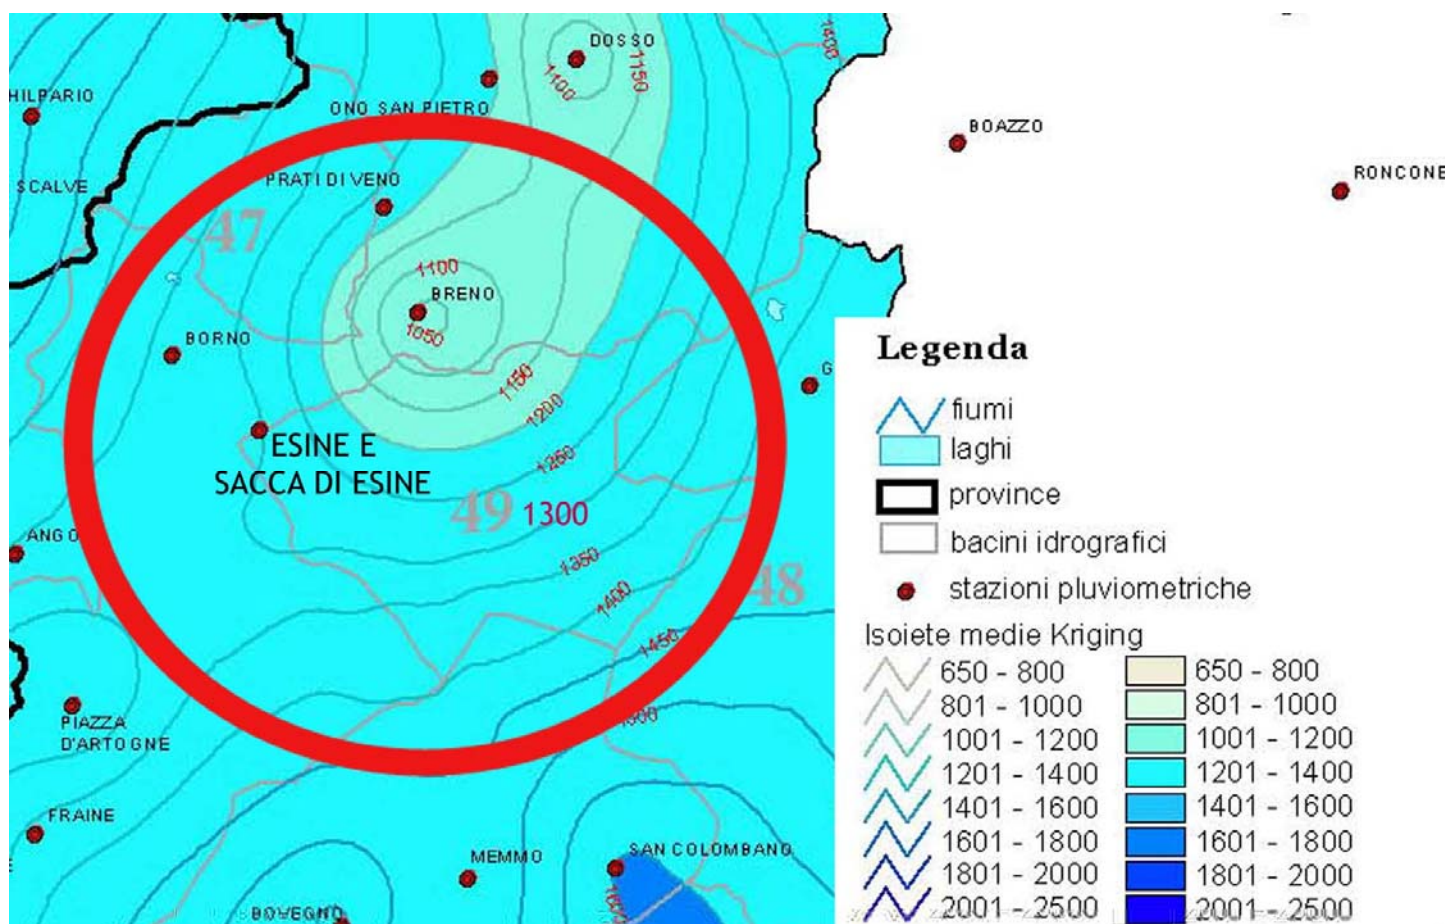 DOSSO
1400
1150
1100
HILPARIO
ONO SAN PIETRO
BOAZZO
RONCONE
SCALVE
PRATI DI VENO
47
1100
BRENO
1050
BORNO
Legenda
G
1150
1200
fiumi
ESINE E
SACCA DI ESINE
laghi
1250
province
49 1300
ANGO
bacini idrografici
1350
1400
48
stazioni pluviometriche
Isoiete medie Kriging
1450
650 - 800 650 - 800
801 - 1000 801 - 1000
PIAZZA
D'ARTOGNE
1001 - 1200 1001 - 1200
1201 - 1400 1201 - 1400
FRAINE
1401 - 1600 1401 - 1600
1601 - 1800 1601 - 1800
MEMMO
SAN COLOMBANO
1801 - 2000 1801 - 2000
BOVEGNO
2001 - 2500 2001 - 2500